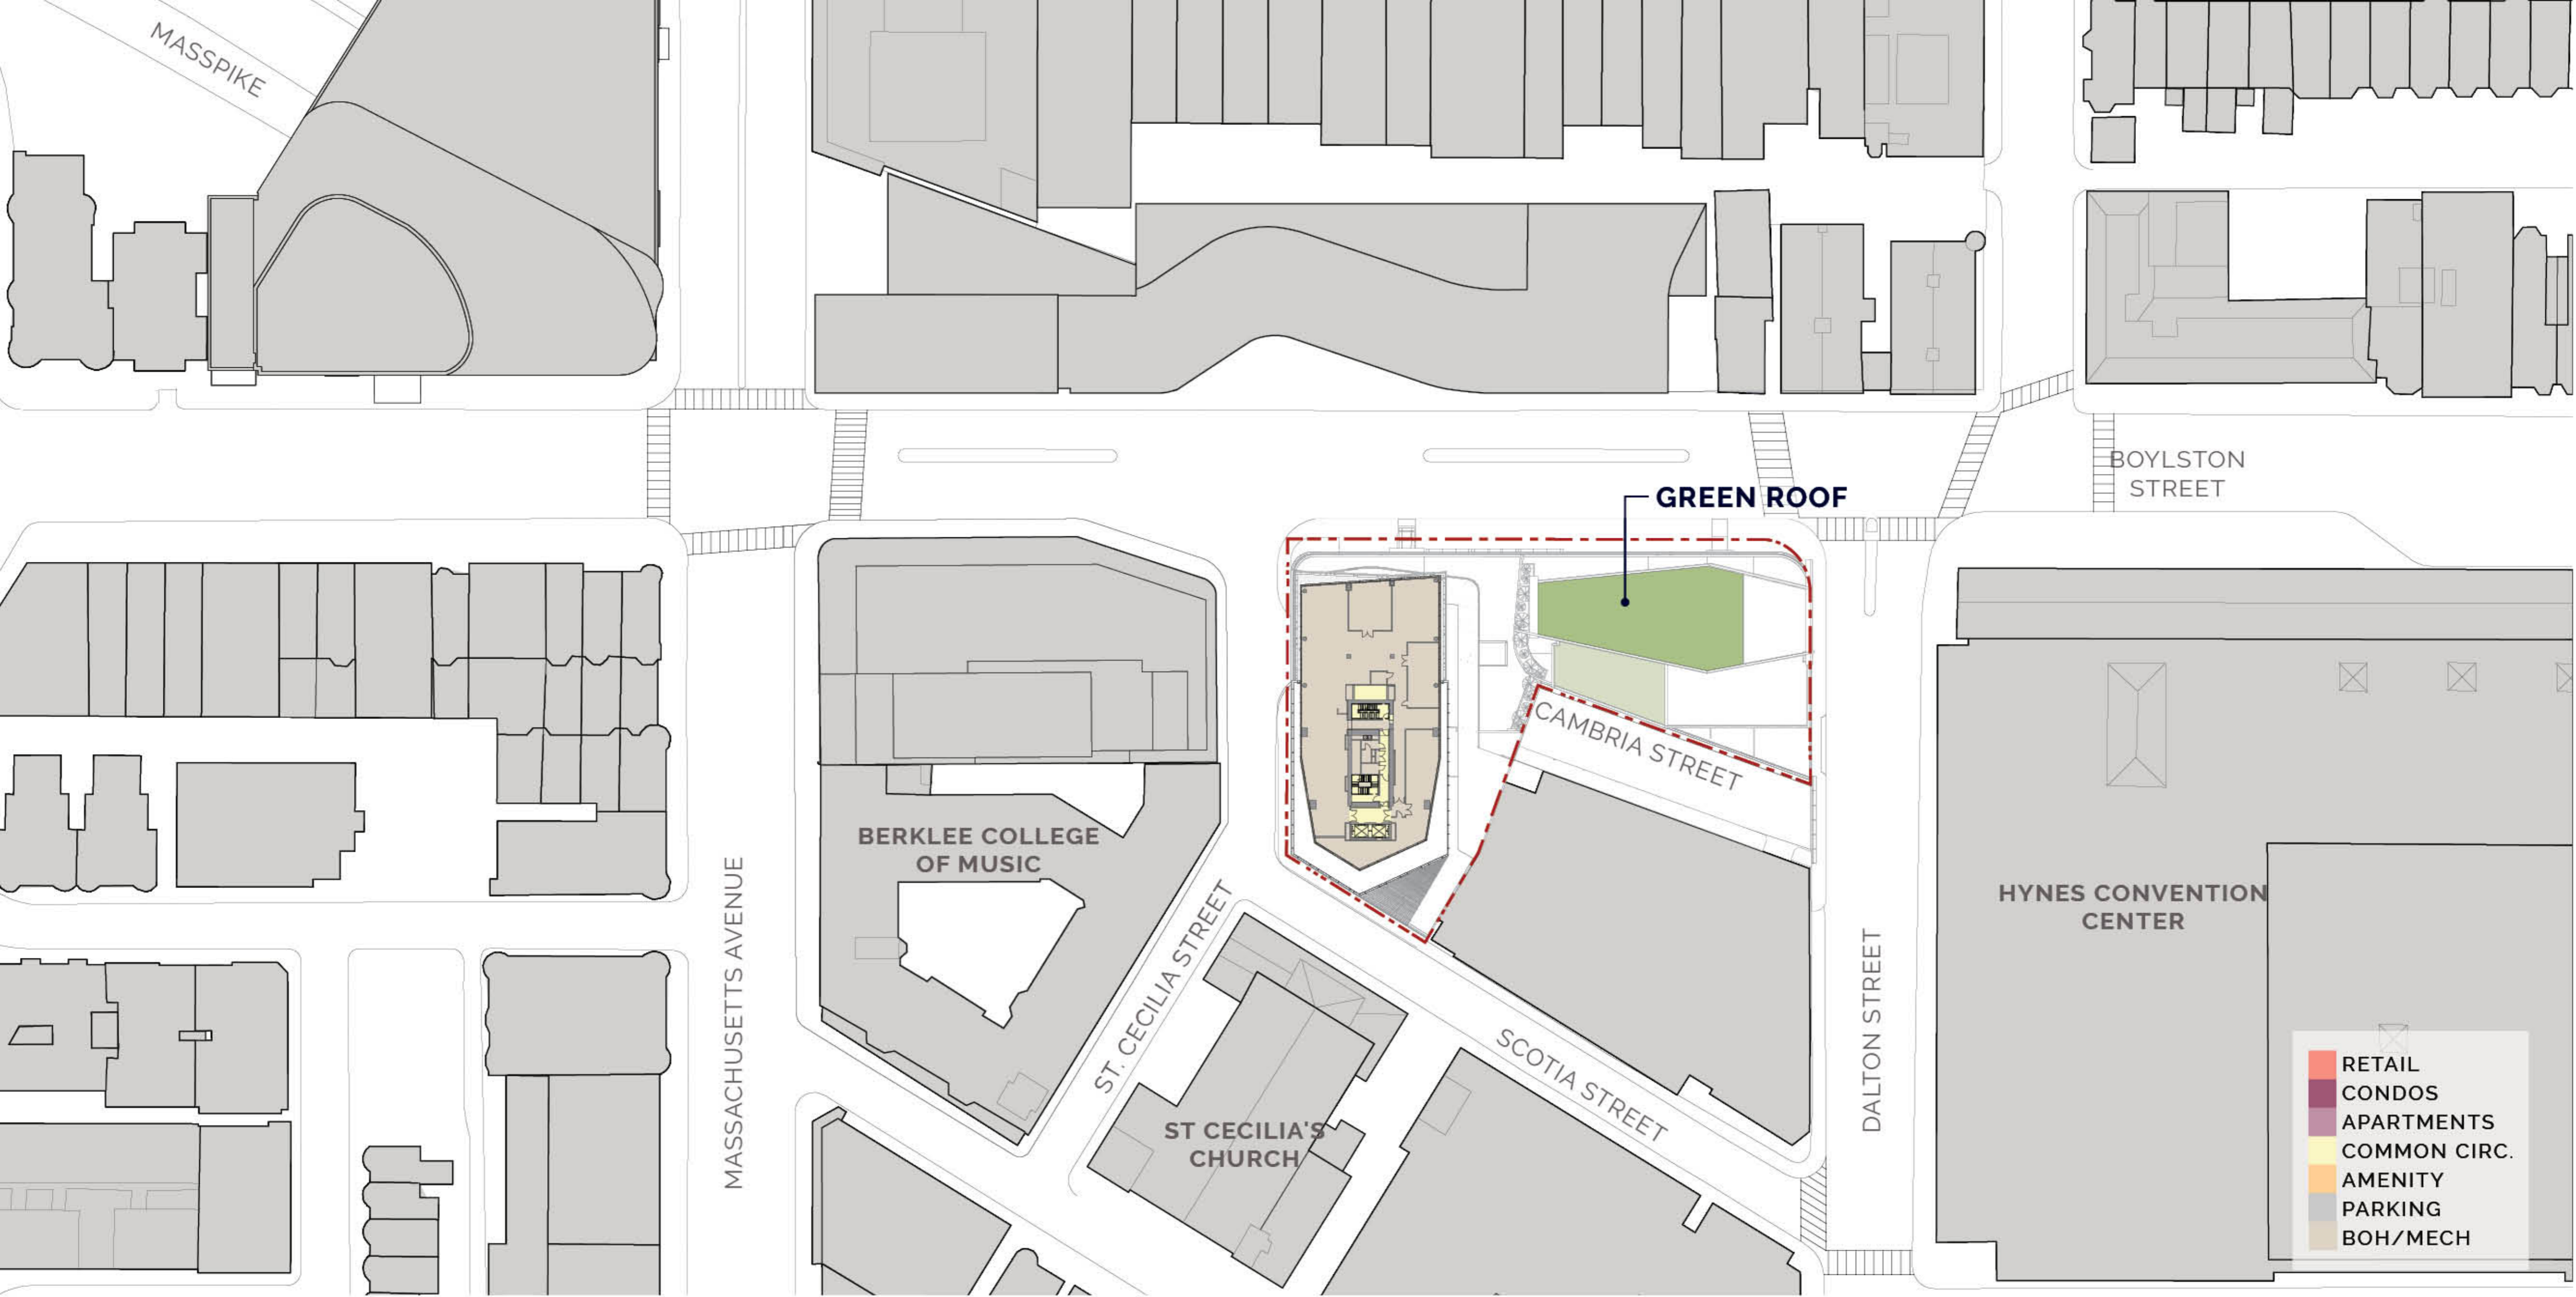 MASSPIKE
BOYLSTON
STREET
GREEN ROOF
CAMBRIA STREET
BERKLEE COLLEGE
OF MUSIC
MASSACHUSETTS AVENUE
ST. CECILIA STREET
HYNES CONVENTION
CENTER
DALTON STREET
SCOTIA STREET
ST CECILIA'S
CHURCH
RETAIL
CONDOS
APARTMENTS
COMMON CIRC.
AMENITY
PARKING
BOH/MECH